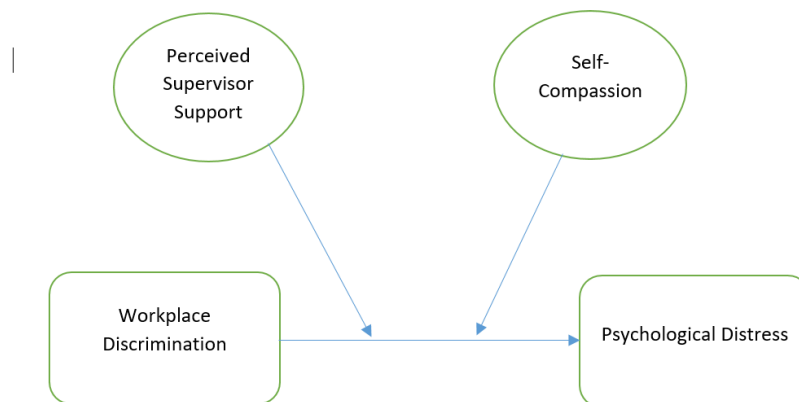 Perceived
Supervisor
Support
Self-
Compassion
Workplace
Discrimination
Psychological Distress